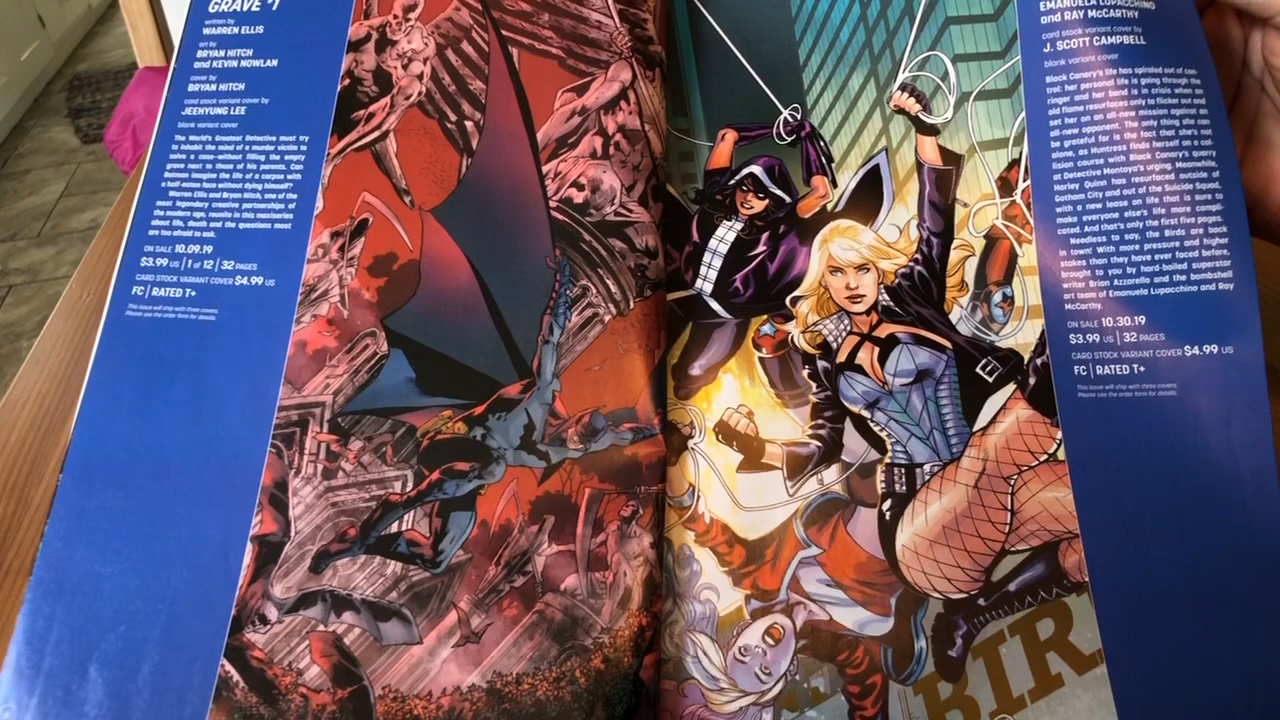 GRAVE #1
written by
WARREN ELLIS
art by
BRYAN HITCH
and KEVIN NOWLAN
cover by
BRYAN HITCH
card stock variant cover by
JEEHYUNG LEE
blank variant cover
The World's Greatest Detective must try
to inhabit the mind of a murder victim to
solve a case—without filling the empty
grave next to those of his parents. Can
Batman imagine the life of a corpse with
a half-eaten face without dying himself?
Warren Ellis and Bryan Hitch, one of the
most legendary creative partnerships of
the modern age, reunite in this maxiseries
about life, death and the questions most
are too afraid to ask.
ON SALE 10.09.19
$3.99 US | 1 of 12 | 32 PAGES
CARD STOCK VARIANT COVER $4.99 US
FC | RATED T+
This issue will ship with three covers.
Please see the order form for details.
EMANUELA LUPACCHINO
and RAY McCARTHY
card stock variant cover by
J. SCOTT CAMPBELL
blank variant cover
Black Canary's life has spiraled out of con-
trol: her personal life is going through the
ringer and her band is in crisis when an
old flame resurfaces only to flicker out and
set her on an all-new mission against an
all-new opponent. The only thing she can
be grateful for is the fact that she's not
alone, as Huntress finds herself on a col-
lision course with Black Canary's quarry
at Detective Montoya's urging. Meanwhile,
Harley Quinn has resurfaced outside of
Gotham City and out of the Suicide Squad,
with a new lease on life that is sure to
make everyone else's life more compli-
cated. And that's only the first five pages.
Needless to say, the Birds are back
in town! With more pressure and higher
stakes than they have ever faced before,
brought to you by hard-boiled superstar
writer Brian Azzarello and the bombshell
art team of Emanuela Lupacchino and Ray
McCarthy.
ON SALE 10.30.19
$3.99 US | 32 PAGES
CARD STOCK VARIANT COVER $4.99 US
FC | RATED T+
This issue will ship with three covers.
Please see the order form for details.
BIR